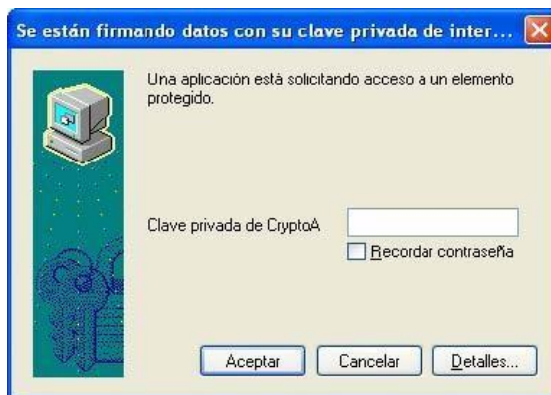 Se están firmando datos con su clave privada de inter...
Una aplicación está solicitando acceso a un elemento
protegido.
Clave privada de CryptoA
Recordar contraseña
Aceptar Cancelar Detalles...